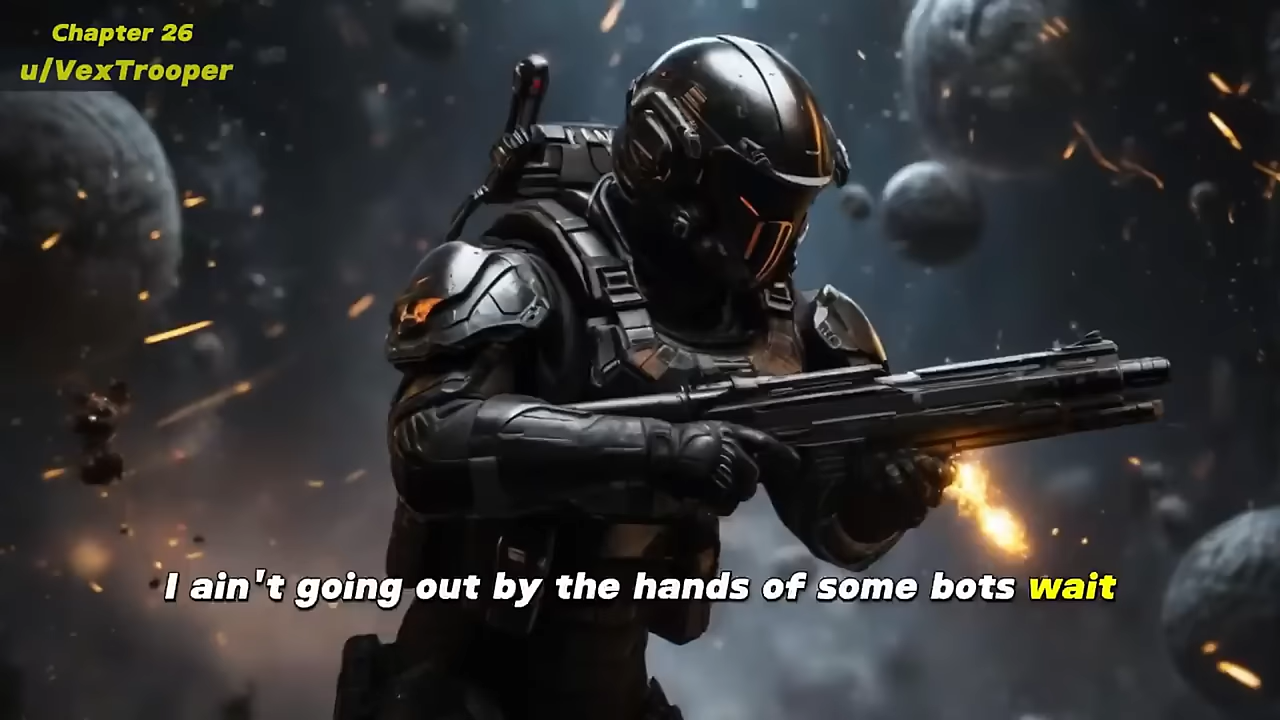 Chapter 26
u/VexTrooper
I ain't going out by the hands of some bots wait